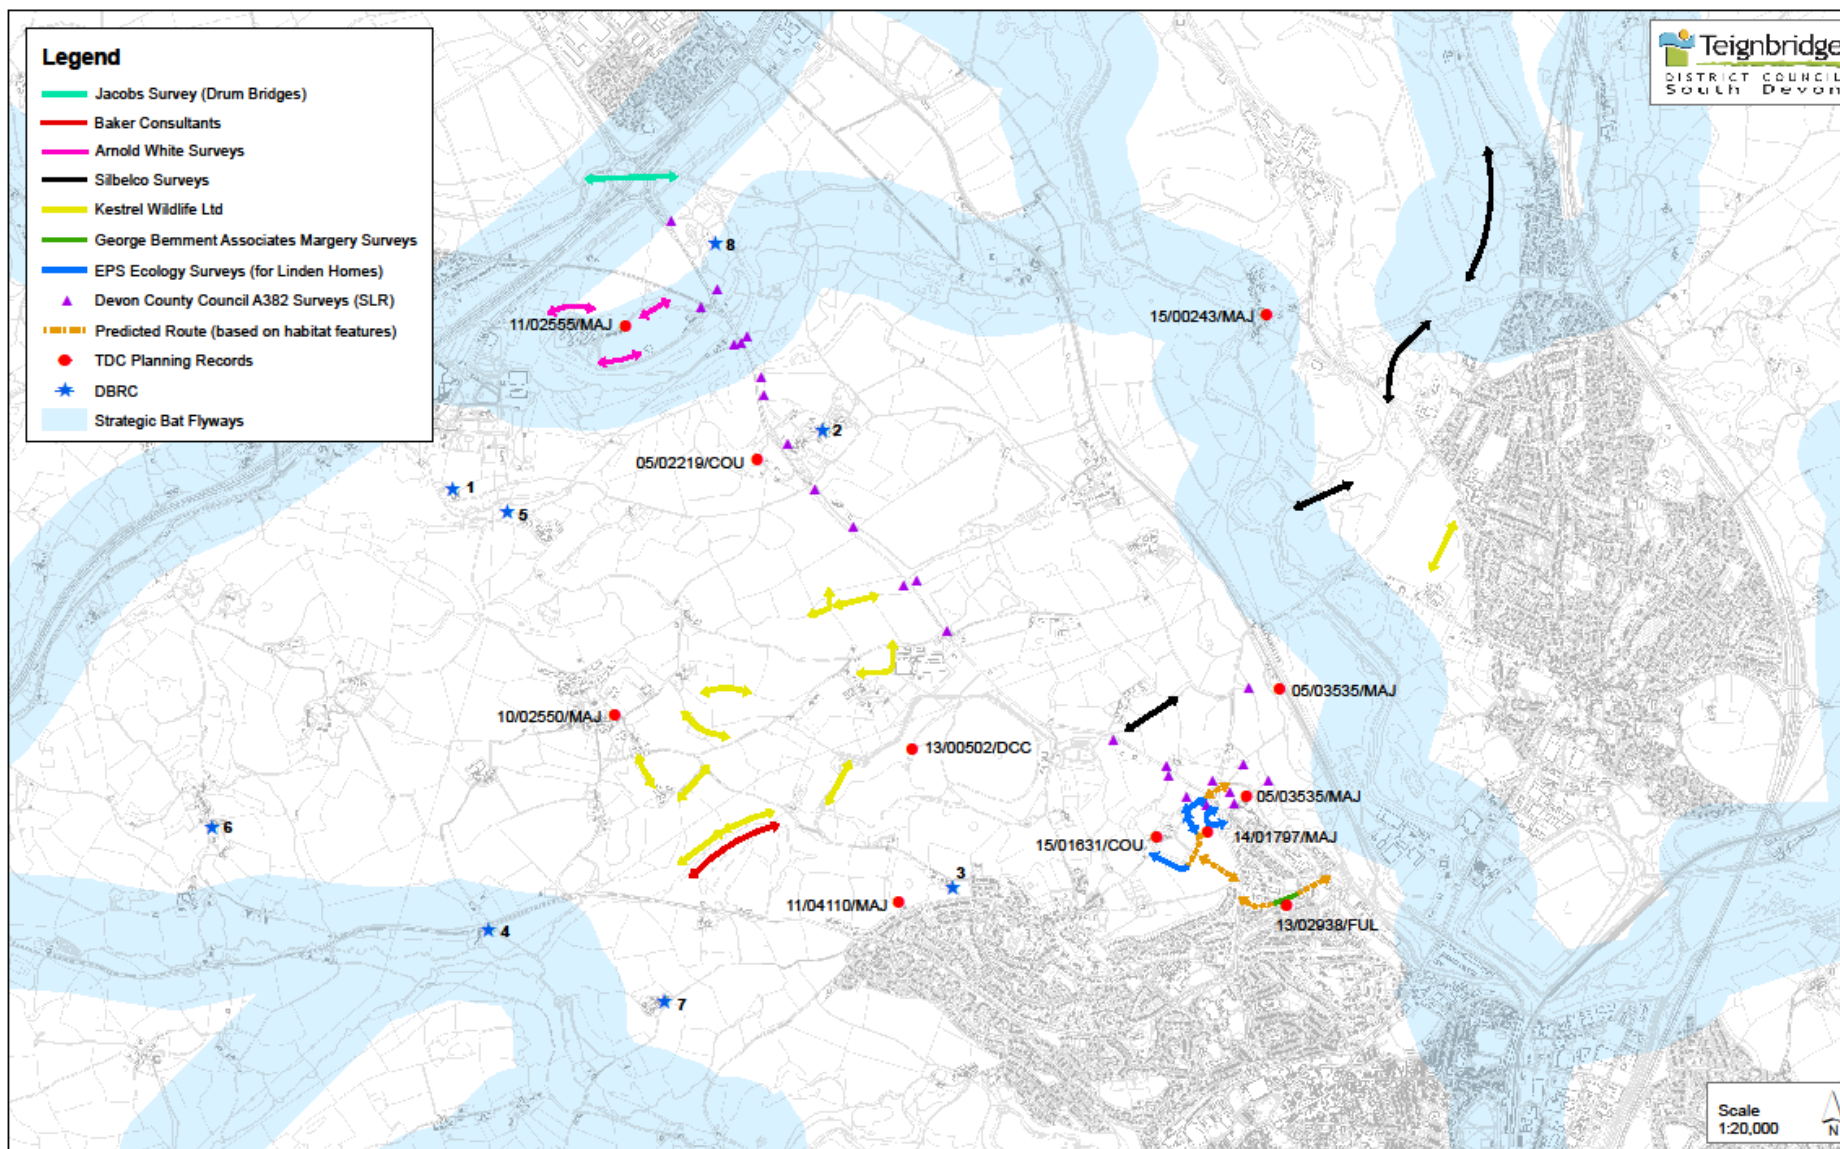 Legend
Jacobs Survey (Drum Bridges)
Baker Consultants
Arnold White Surveys
Silbelco Surveys
Kestrel Wildlife Ltd
George Bemment Associates Margery Surveys
EPS Ecology Surveys (for Linden Homes)
Devon County Council A382 Surveys (SLR)
Predicted Route (based on habitat features)
TDC Planning Records
DBRC
Strategic Bat Flyways
Teignbridge
DISTRICT COUNCIL
South Devon
8
11/02555/MAJ
15/00243/MAJ
2
05/02219/COU
1
5
05/03535/MAJ
10/02550/MAJ
13/00502/DCC
05/03535/MAJ
6
14/01797/MAJ
15/01631/COU
3
11/04110/MAJ
13/02938/FUL
4
7
Scale
1:20,000
N